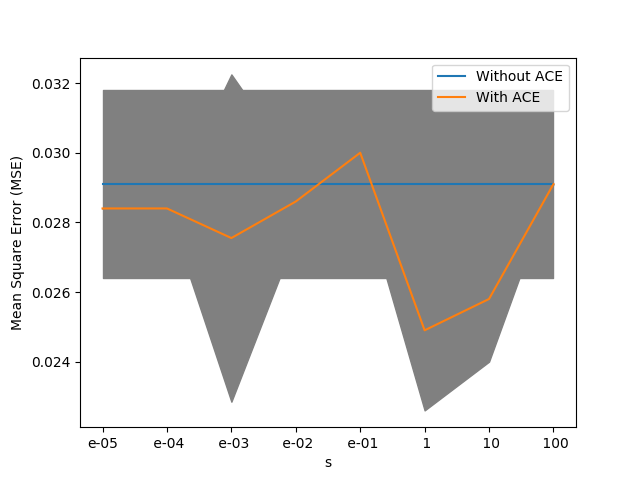 Without ACE
With ACE
Mean Square Error (MSE)
0.032
0.030
0.028
0.026
0.024
e-05 e-04 e-03 e-02 e-01 1 10 100
s